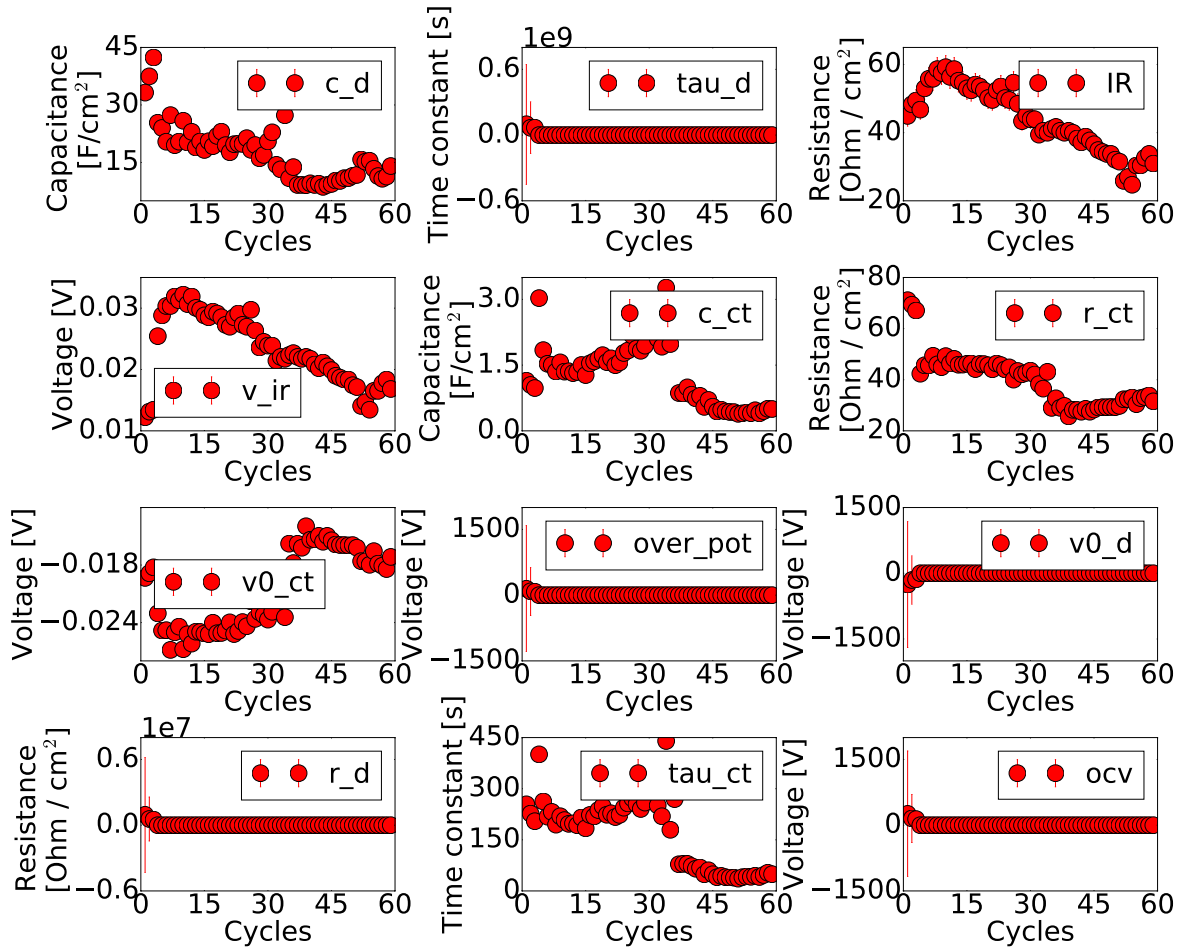 Capacitance
[F/cm²]
45
30
15
0 15 30 45 60
Cycles
c_d
Time constant [s]
1e9
0.6
0.0
−0.6
0 15 30 45 60
Cycles
tau_d
Resistance
[Ohm / cm²]
60
40
20
0 15 30 45 60
Cycles
IR
Voltage [V]
0.03
0.02
0.01
0 15 30 45 60
Cycles
v_ir
Capacitance
[F/cm²]
3.0
1.5
0.0
0 15 30 45 60
Cycles
c_ct
Resistance
[Ohm / cm²]
80
60
40
20
0 15 30 45 60
Cycles
r_ct
Voltage [V]
−0.018
−0.024
0 15 30 45 60
Cycles
v0_ct
Voltage [V]
1500
0
−1500
0 15 30 45 60
Cycles
over_pot
Voltage [V]
1500
0
−1500
0 15 30 45 60
Cycles
v0_d
Resistance
[Ohm / cm²]
1e7
0.6
0.0
−0.6
0 15 30 45 60
Cycles
r_d
Time constant [s]
450
300
150
0
0 15 30 45 60
Cycles
tau_ct
Voltage [V]
1500
0
−1500
0 15 30 45 60
Cycles
ocv